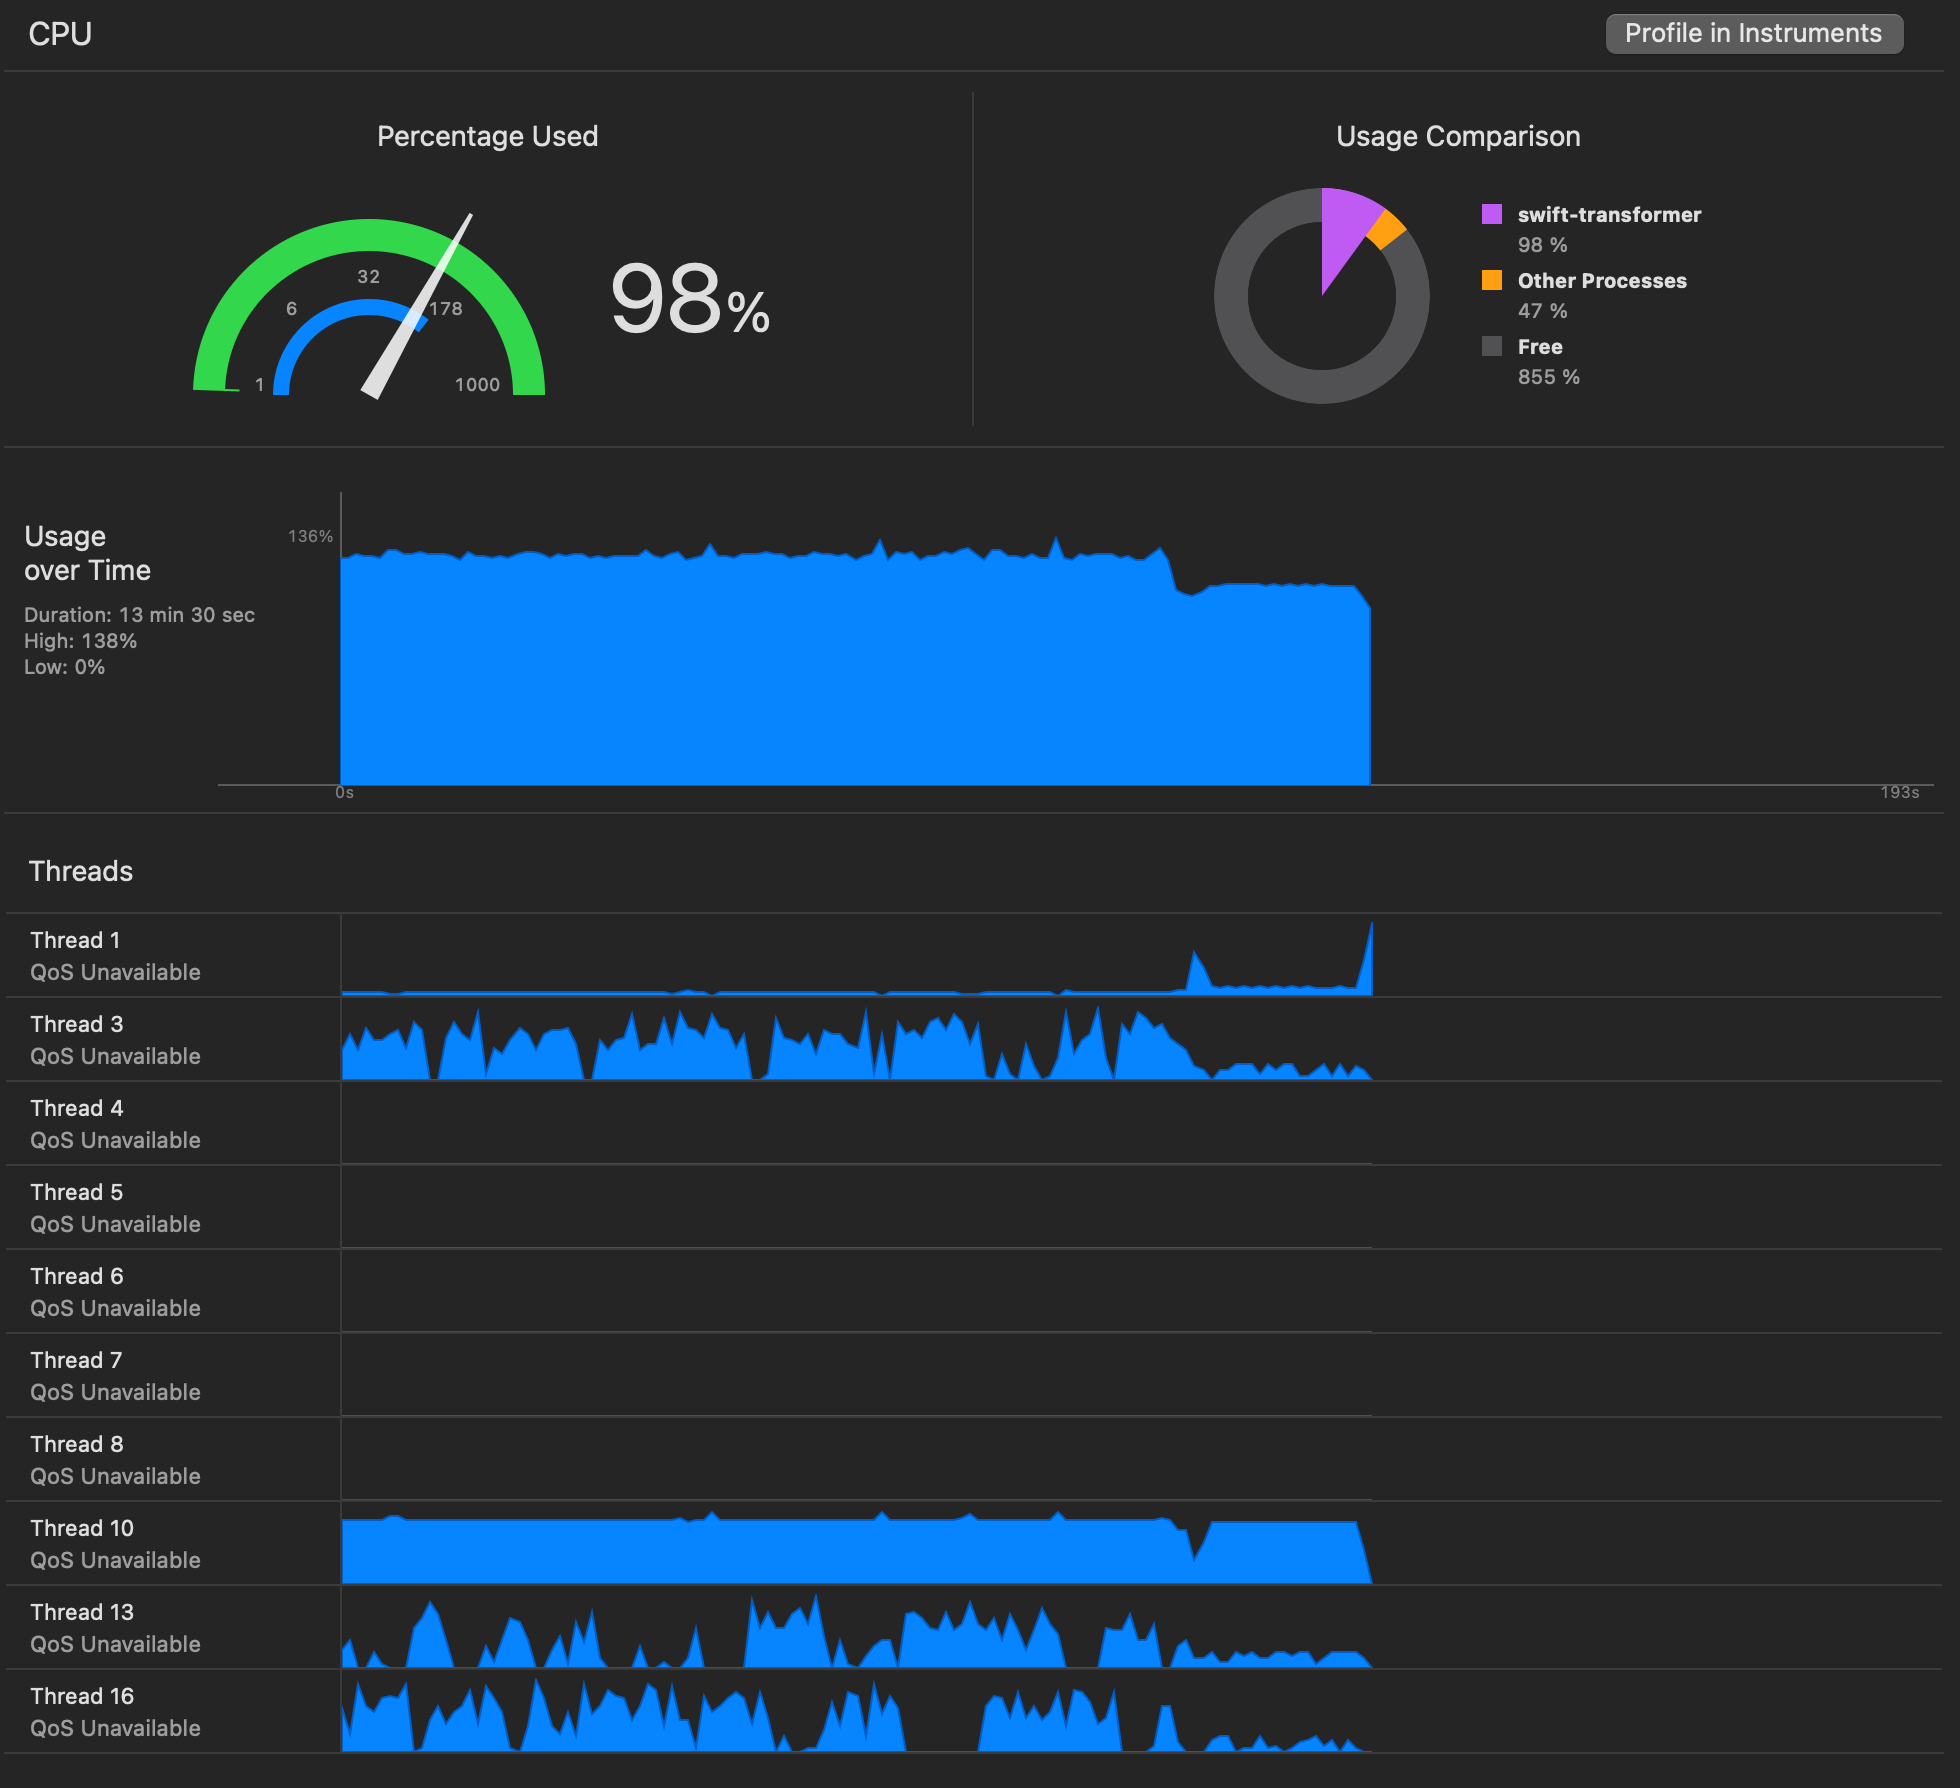 CPU
Profile in Instruments
Percentage Used
1
6
32
178
1000
98%
Usage Comparison
swift-transformer
98 %
Other Processes
47 %
Free
855 %
Usage
over Time
Duration: 13 min 30 sec
High: 138%
Low: 0%
136%
0s
193s
Threads
Thread 1
QoS Unavailable
Thread 3
QoS Unavailable
Thread 4
QoS Unavailable
Thread 5
QoS Unavailable
Thread 6
QoS Unavailable
Thread 7
QoS Unavailable
Thread 8
QoS Unavailable
Thread 10
QoS Unavailable
Thread 13
QoS Unavailable
Thread 16
QoS Unavailable